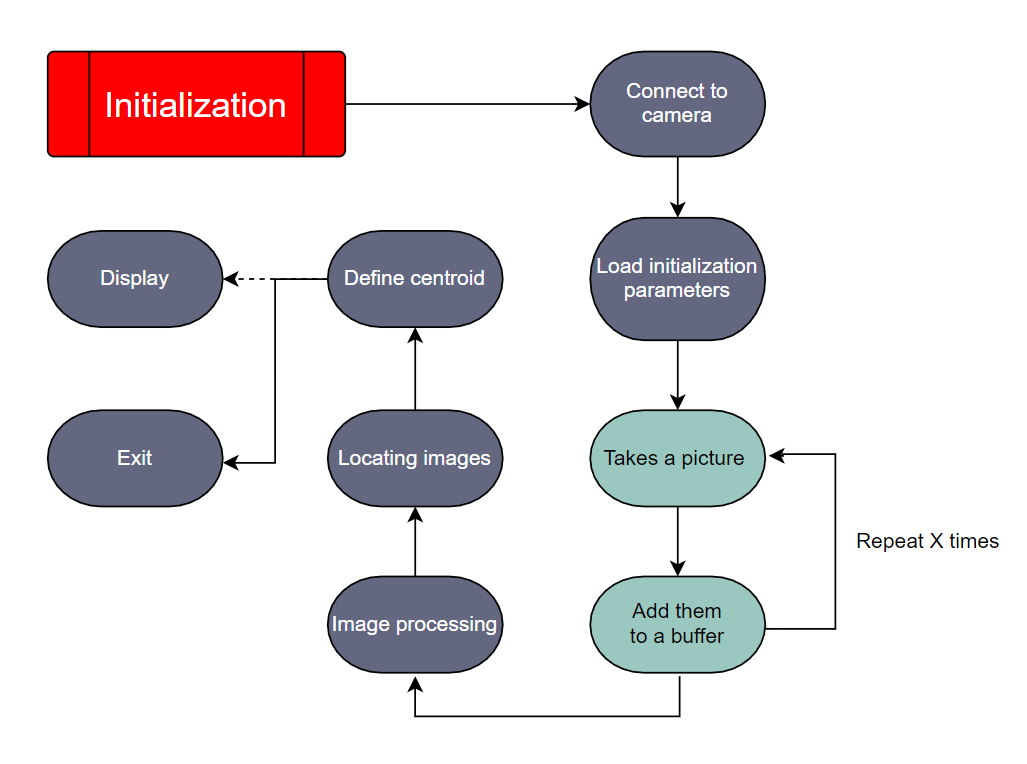 Initialization
Connect to
camera
Load initialization
parameters
Display
Define centroid
Exit
Locating images
Takes a picture
Repeat X times
Image processing
Add them
to a buffer